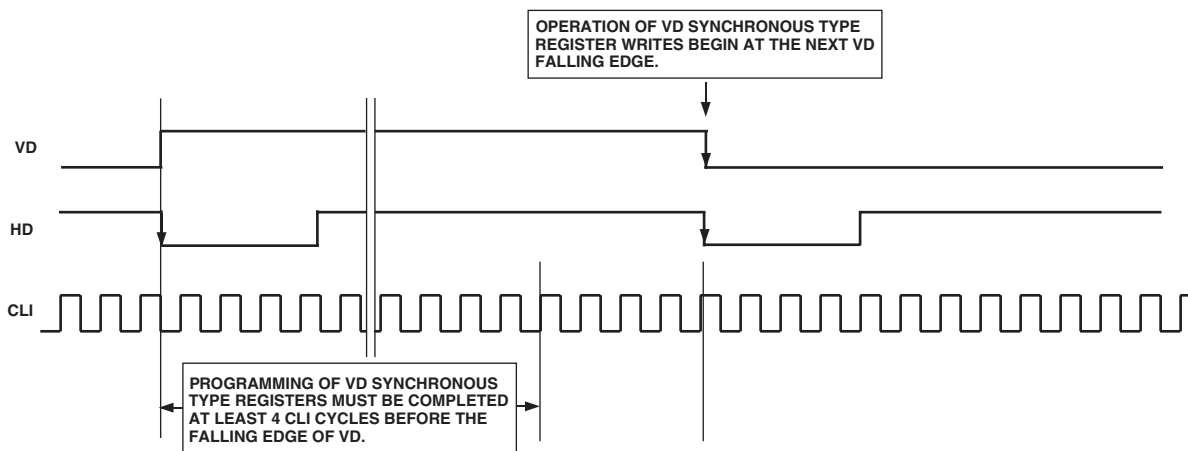 OPERATION OF VD SYNCHRONOUS TYPE
REGISTER WRITES BEGIN AT THE NEXT VD
FALLING EDGE.
VD
HD
CLI
PROGRAMMING OF VD SYNCHRONOUS
TYPE REGISTERS MUST BE COMPLETED
AT LEAST 4 CLI CYCLES BEFORE THE
FALLING EDGE OF VD.